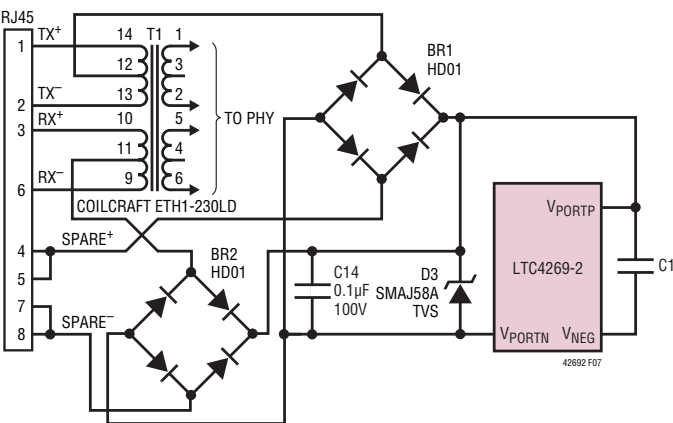 RJ45
1
TX+
14
T1
1
12
3
2
TX−
13
2
3
RX+
10
5
11
4
6
RX−
9
6
TO PHY
COILCRAFT ETH1-230LD
BR1
HD01
4
SPARE+
5
7
8
SPARE−
BR2
HD01
C14
0.1µF
100V
D3
SMAJ58A
TVS
VPORTP
LTC4269-2
VPORTN
VNEG
C1
42692 F07